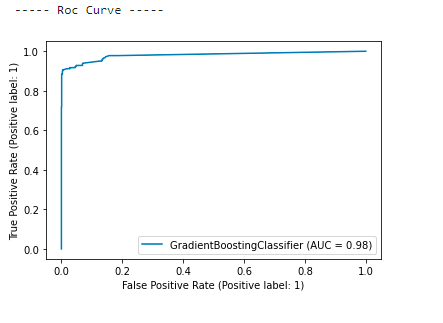 ----- Roc Curve -----
1.0
0.8
0.6
0.4
0.2
0.0
True Positive Rate (Positive label: 1)
GradientBoostingClassifier (AUC = 0.98)
0.0 0.2 0.4 0.6 0.8 1.0
False Positive Rate (Positive label: 1)